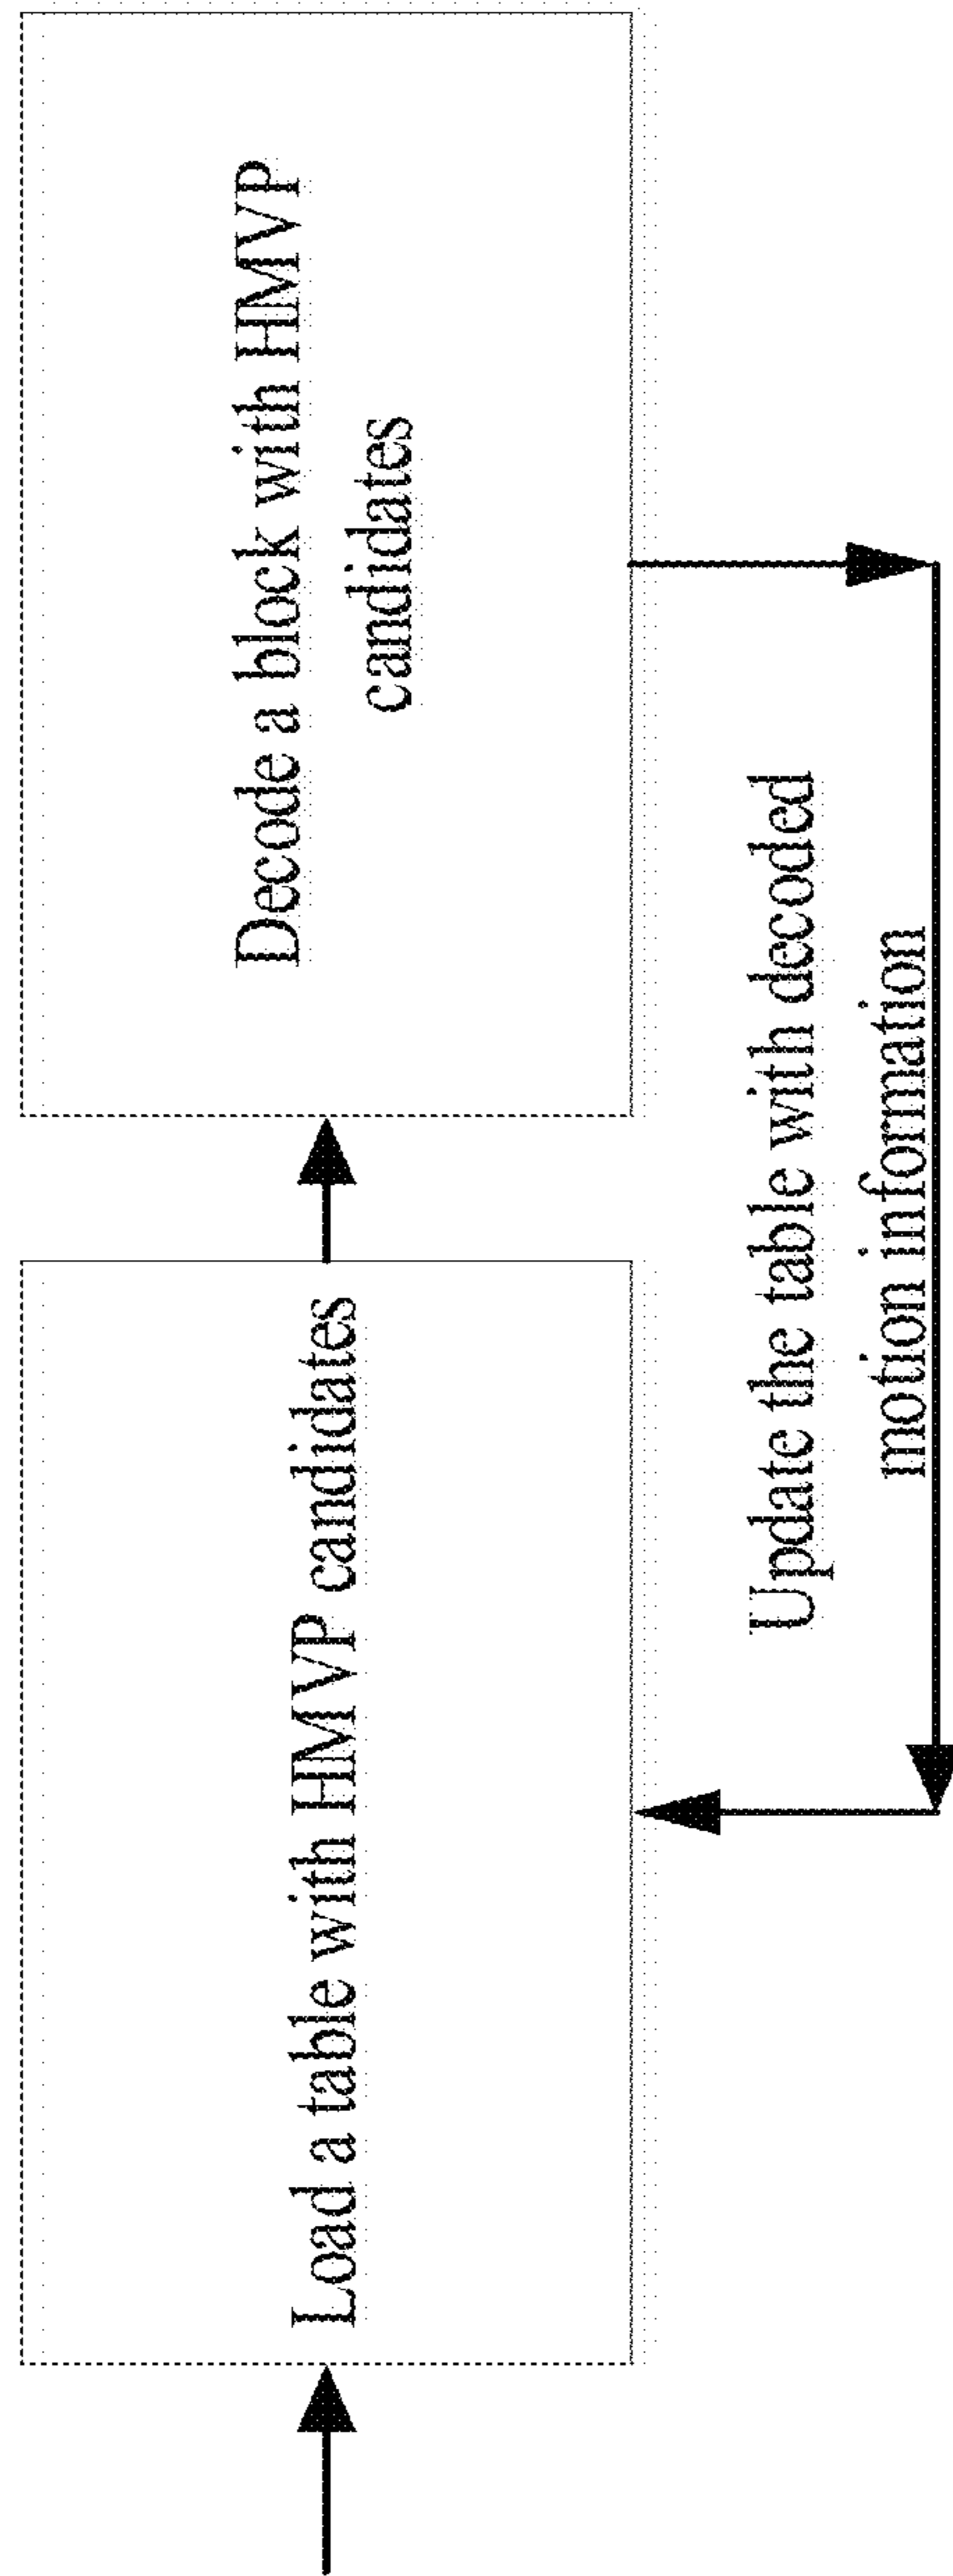 Load a table with HMVP candidates
Decode a block with HMVP
candidates
Update the table with decoded
motion information